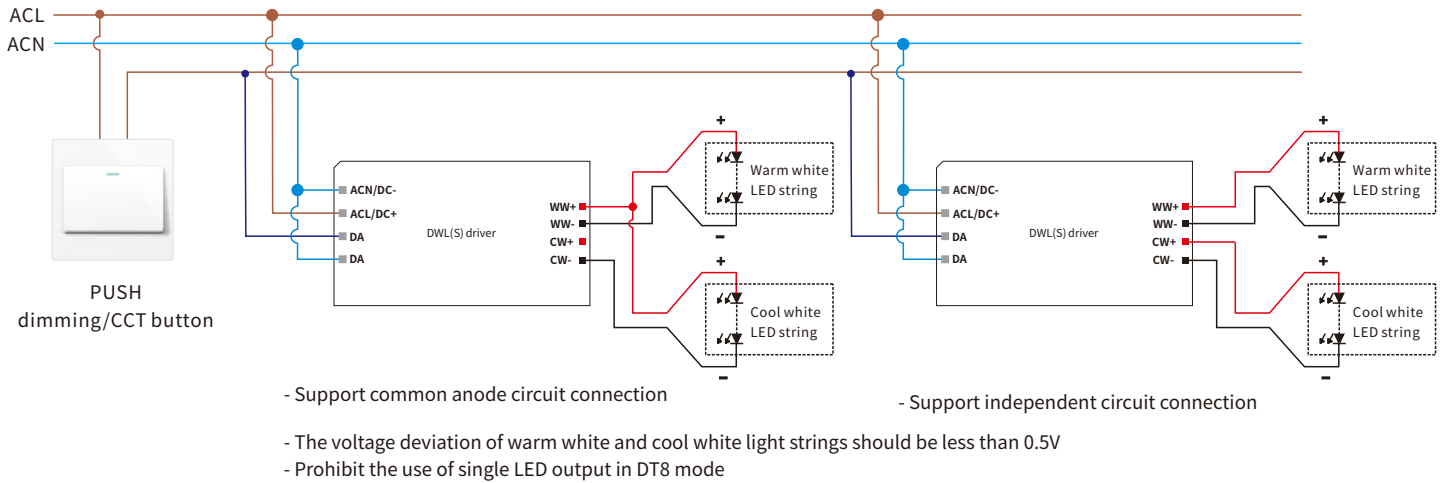 ACL
ACN
PUSH
dimming/CCT button
ACN/DC-
ACL/DC+
DA
DA
DWL(S) driver
WW+
WW-
CW+
CW-
+
Warm white
LED string
-
+
Cool white
LED string
-
ACN/DC-
ACL/DC+
DA
DA
DWL(S) driver
WW+
WW-
CW+
CW-
+
Warm white
LED string
-
+
Cool white
LED string
-
- Support common anode circuit connection
- Support independent circuit connection
- The voltage deviation of warm white and cool white light strings should be less than 0.5V
- Prohibit the use of single LED output in DT8 mode